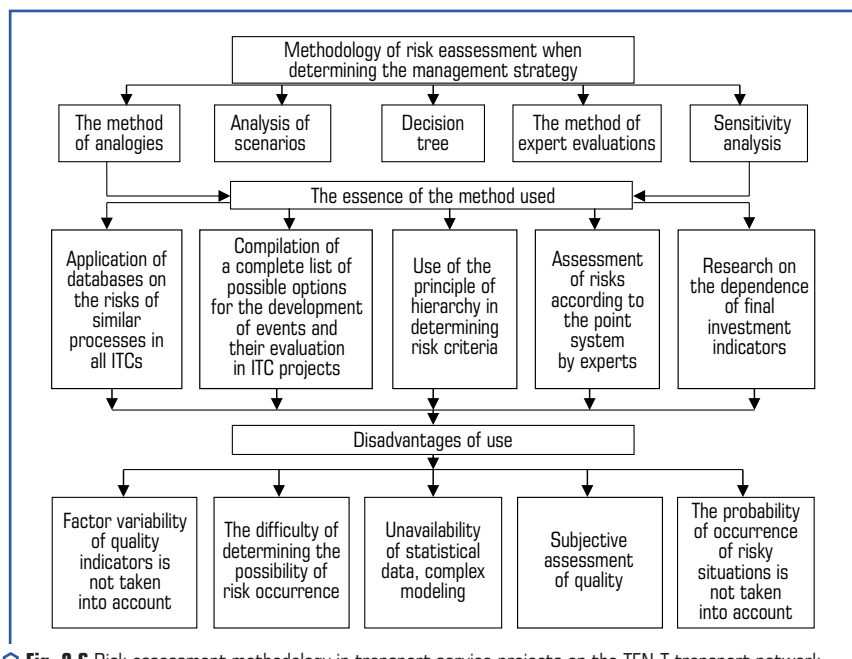 Methodology of risk eassessment when
determining the management strategy
The method
of analogies
Analysis of
scenarios
Decision
tree
The method of
expert evaluations
Sensitivity
analysis
The essence of the method used
Application of
databases on
the risks of
similar
processes in
all ITCs
Compilation of
a complete list of
possible options
for the development
of events and
their evaluation
in ITC projects
Use of the
principle of
hierarchy in
determining
risk criteria
Assessment
of risks
according to
the point
system
by experts
Research on
the dependence
of final
investment
indicators
Disadvantages of use
Factor variability
of quality
indicators is
not taken
into account
The difficulty of
determining the
possibility of
risk occurrence
Unavailability
of statistical
data, complex
modeling
Subjective
assessment
of quality
The probability
of occurrence
of risky
situations is
not taken
into account
Risk assessment methodology in transport service projects on the TEN-T transport network